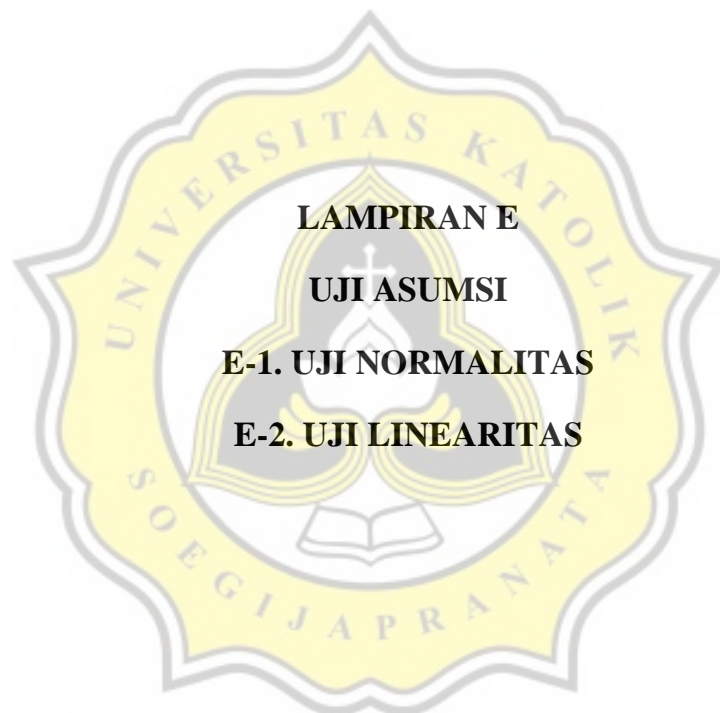 UNIVERSITAS KATOLIK
LAMPIRAN E
UJI ASUMSI
E-1. UJI NORMALITAS
E-2. UJI LINEARITAS
SOEGIJAPRANATA